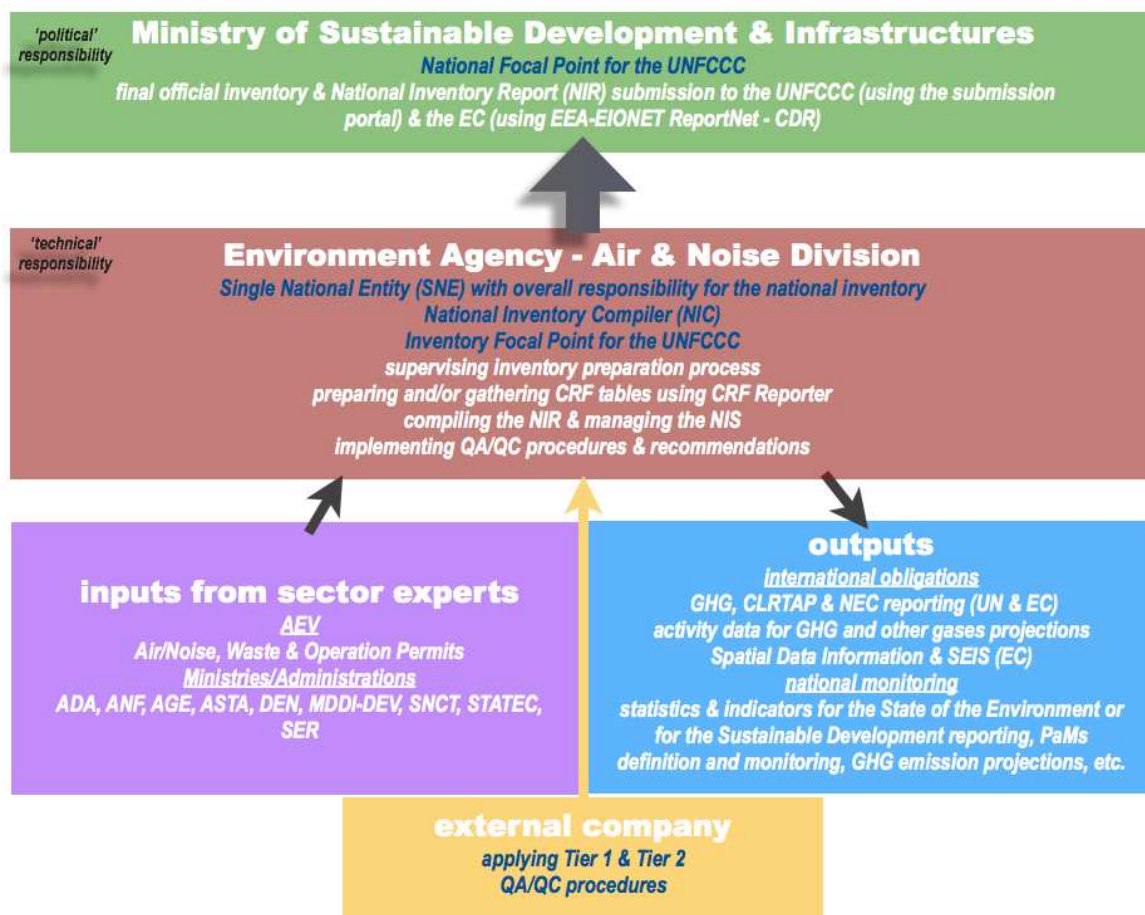 'political'
responsibility
Ministry of Sustainable Development & Infrastructures
National Focal Point for the UNFCCC
final official inventory & National Inventory Report (NIR) submission to the UNFCCC (using the submission
portal) & the EC (using EEA-EIONET ReportNet - CDR)
'technical'
responsibility
Environment Agency - Air & Noise Division
Single National Entity (SNE) with overall responsibility for the national inventory
National Inventory Compiler (NIC)
Inventory Focal Point for the UNFCCC
supervising inventory preparation process
preparing and/or gathering CRF tables using CRF Reporter
compiling the NIR & managing the NIS
implementing QA/QC procedures & recommendations
inputs from sector experts
AEV
Air/Noise, Waste & Operation Permits
Ministries/Administrations
ADA, ANF, AGE, ASTA, DEN, MDDI-DEV, SNCT, STATEC,
SER
outputs
international obligations
GHG, CLRTAP & NEC reporting (UN & EC)
activity data for GHG and other gases projections
Spatial Data Information & SEIS (EC)
national monitoring
statistics & indicators for the State of the Environment or
for the Sustainable Development reporting, PaMs
definition and monitoring, GHG emission projections, etc.
external company
applying Tier 1 & Tier 2
QA/QC procedures